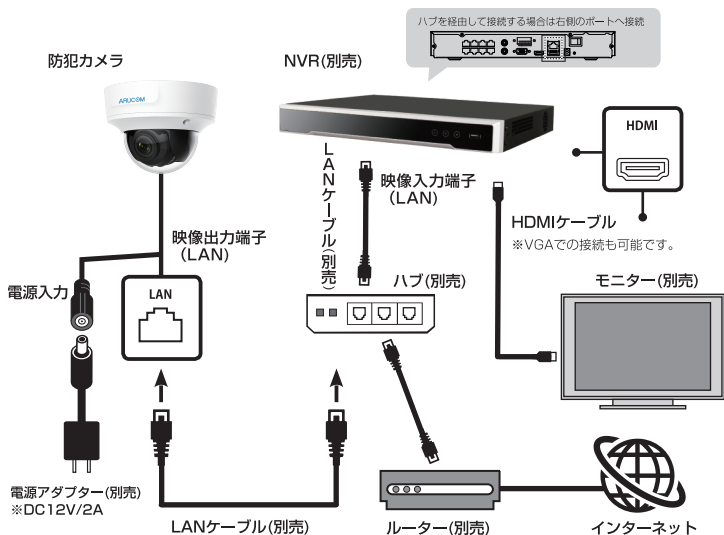 ハブを経由して接続する場合は右側のポートへ接続
防犯カメラ
NVR(別売)
ARUCOM
HDMI
LANケーブル(別売)
映像入力端子
(LAN)
HDMIケーブル
※VGAでの接続も可能です。
映像出力端子
(LAN)
電源入力
LAN
ハブ(別売)
モニター(別売)
電源アダプター(別売)
※DC12V/2A
LANケーブル(別売)
ルーター(別売)
インターネット